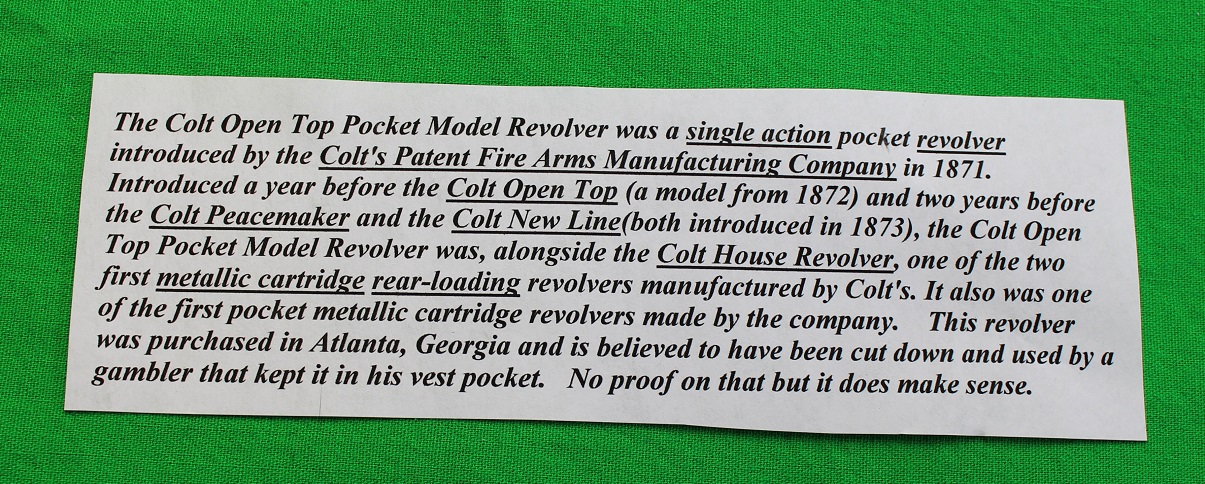 The Colt Open Top Pocket Model Revolver was a single action pocket revolver
introduced by the Colt's Patent Fire Arms Manufacturing Company in 1871.
Introduced a year before the Colt Open Top (a model from 1872) and two years before
the Colt Peacemaker and the Colt New Line(both introduced in 1873), the Colt Open
Top Pocket Model Revolver was, alongside the Colt House Revolver, one of the two
first metallic cartridge rear-loading revolvers manufactured by Colt's. It also was one
of the first pocket metallic cartridge revolvers made by the company. This revolver
was purchased in Atlanta, Georgia and is believed to have been cut down and used by a
gambler that kept it in his vest pocket. No proof on that but it does make sense.